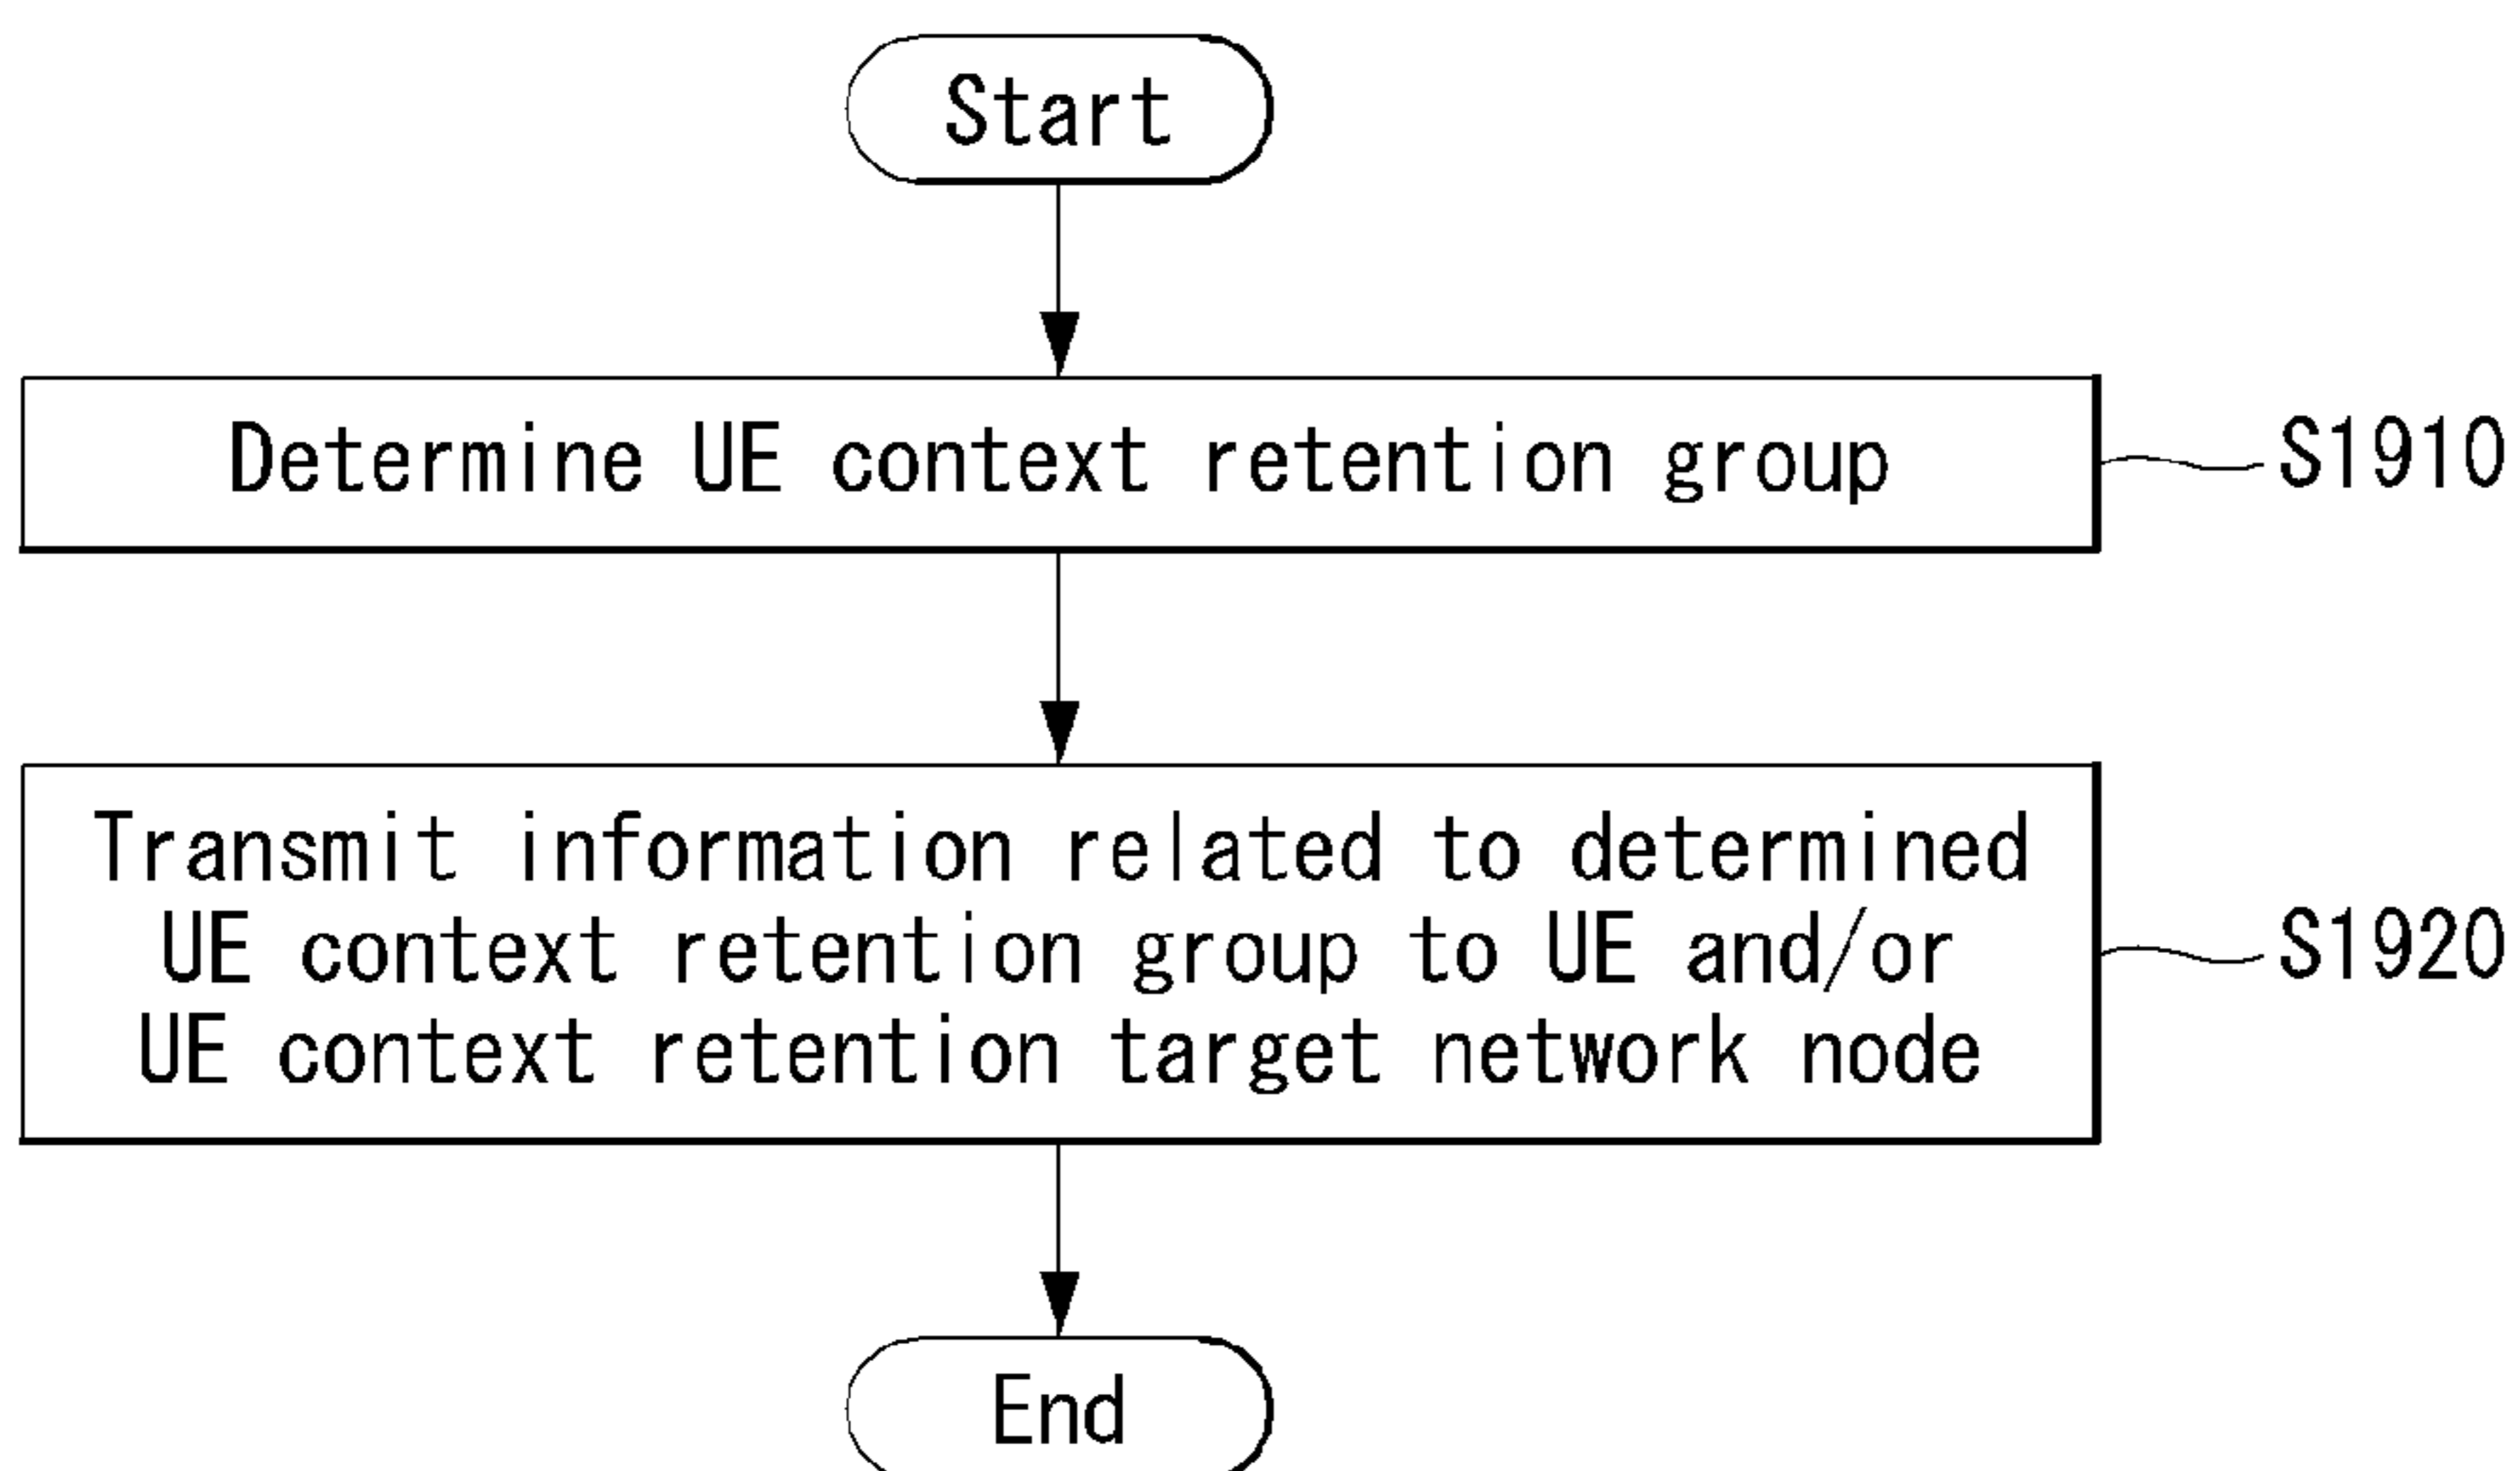 Start
Determine UE context retention group
S1910
Transmit information related to determined
UE context retention group to UE and/or
UE context retention target network node
S1920
End